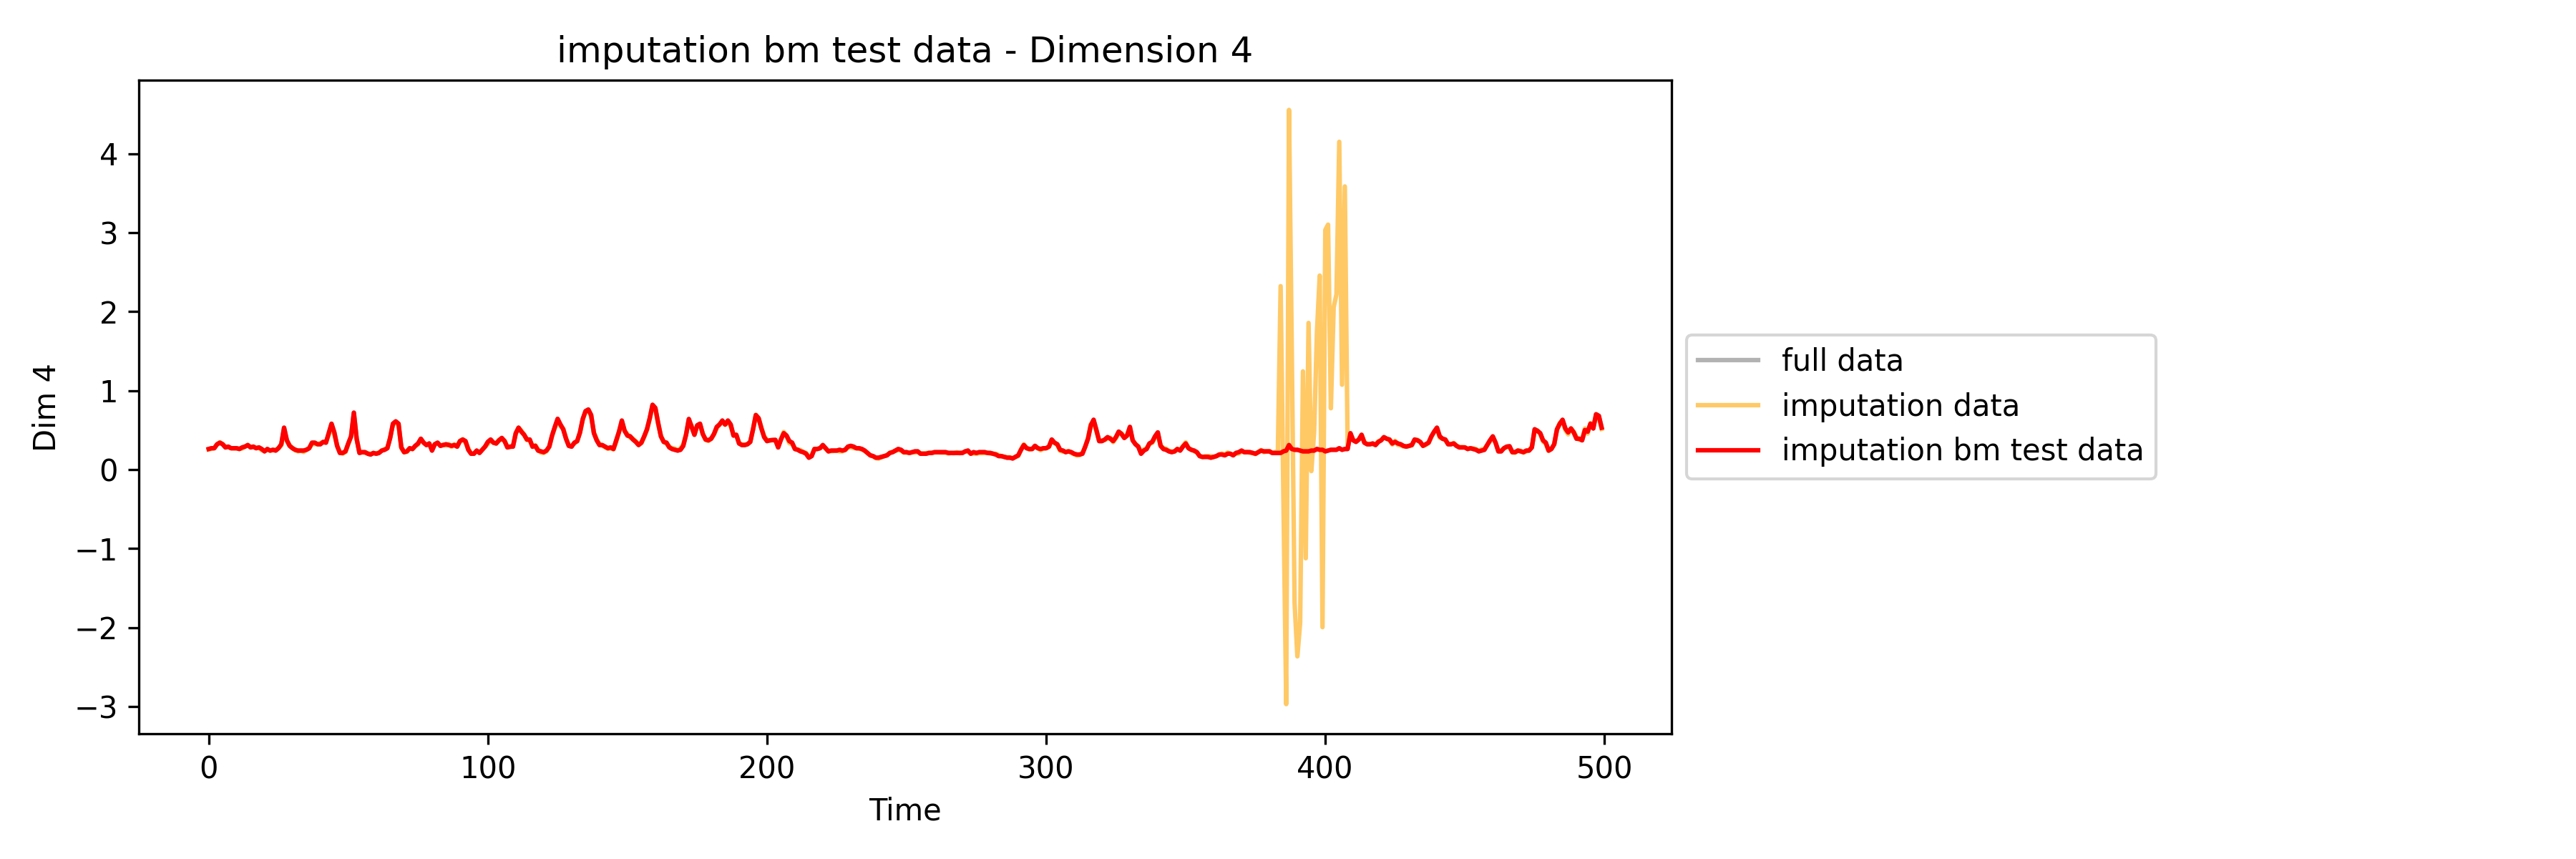 imputation bm test data - Dimension 4
Dim 4
4
3
2
1
0
−1
−2
−3
0 100 200 300 400 500
Time
full data
imputation data
imputation bm test data